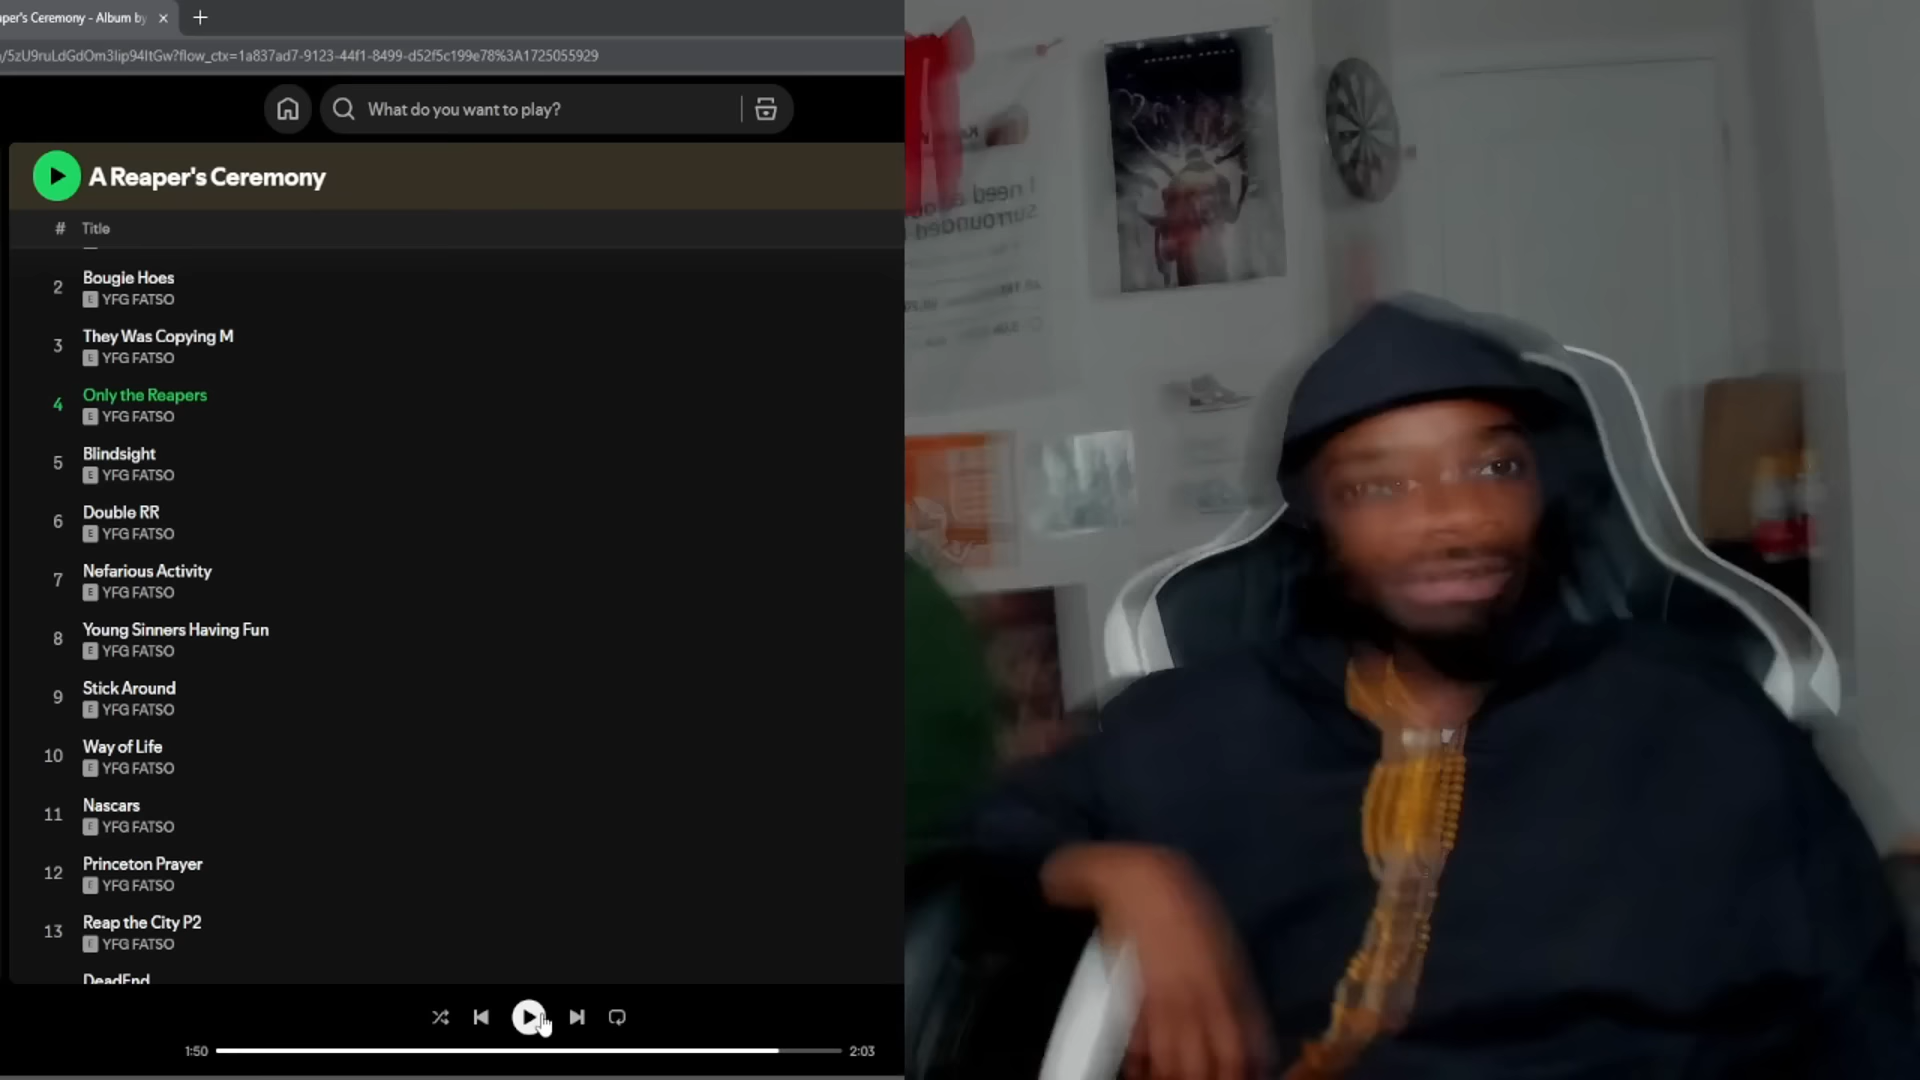 per's Ceremony - Album by
/5zU9ruLdGdOm3lip94ItGw?flow_ctx=1a837ad7-9123-44f1-8499-d52f5c199e78%3A1725055929
What do you want to play?
A Reaper's Ceremony
# Title
2 Bougie Hoes
E YFG FATSO
3 They Was Copying M
E YFG FATSO
4 Only the Reapers
E YFG FATSO
5 Blindsight
E YFG FATSO
6 Double RR
E YFG FATSO
7 Nefarious Activity
E YFG FATSO
8 Young Sinners Having Fun
E YFG FATSO
9 Stick Around
E YFG FATSO
10 Way of Life
E YFG FATSO
11 Nascars
E YFG FATSO
12 Princeton Prayer
E YFG FATSO
13 Reap the City P2
E YFG FATSO
DeadEnd
1:50 2:03
I need
Surrounded